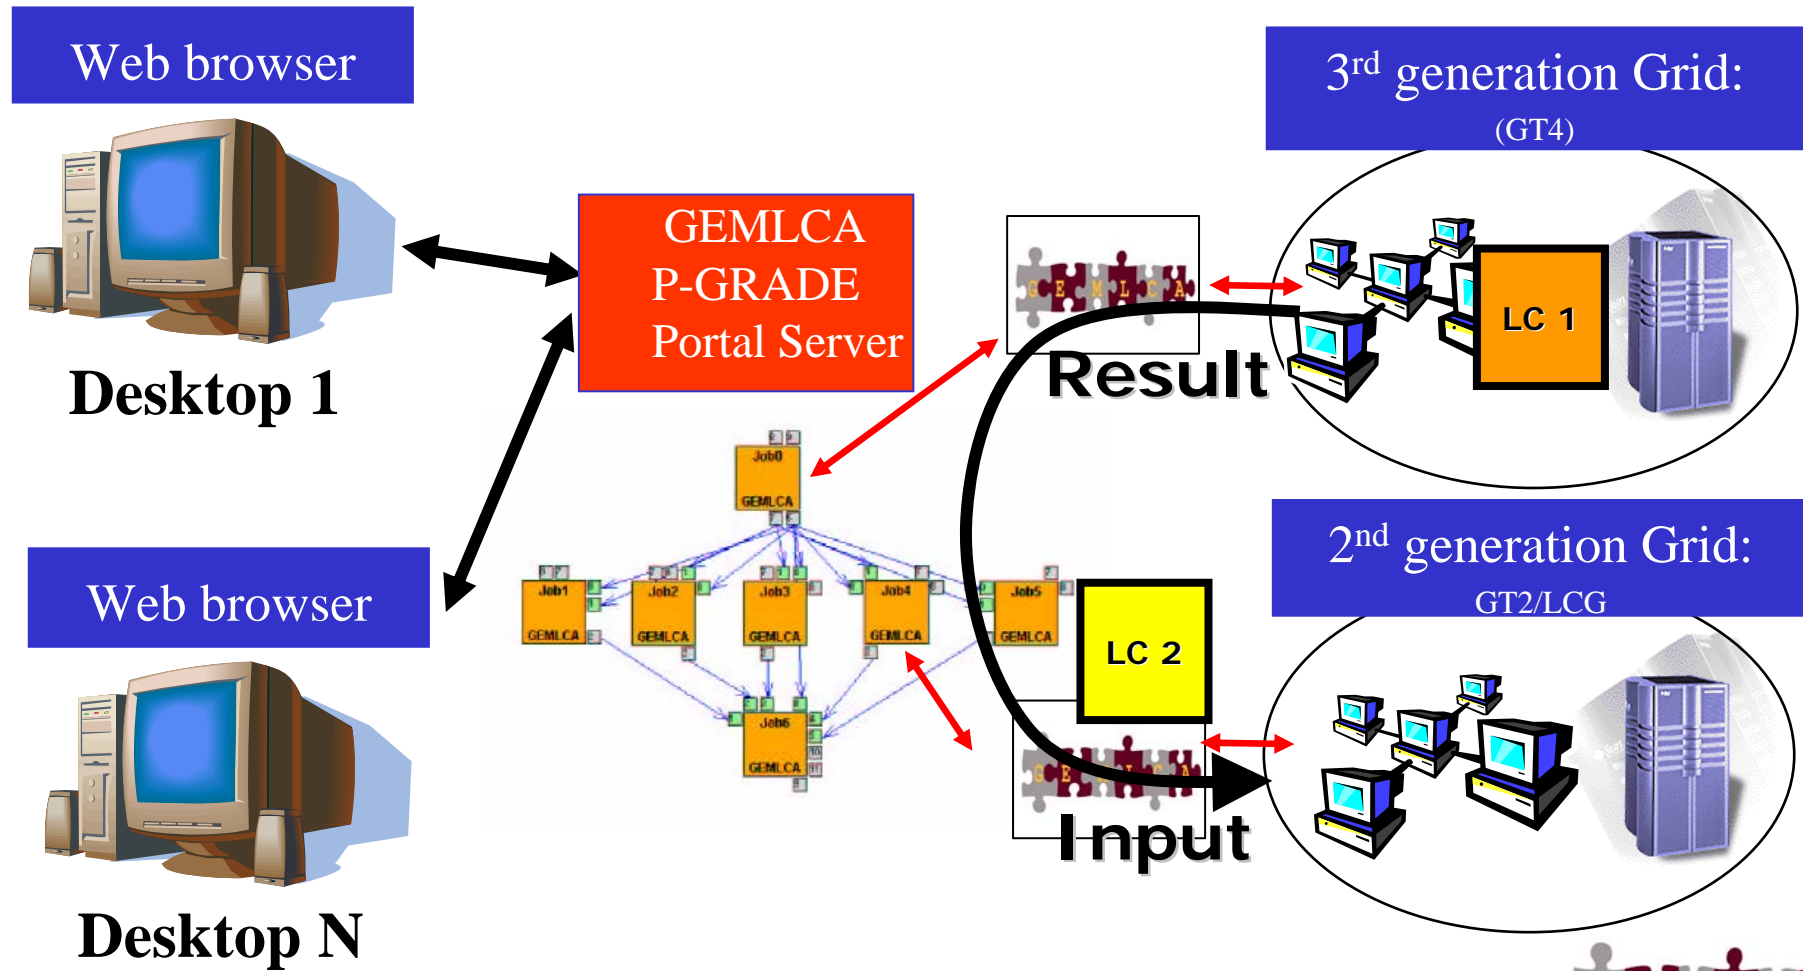 Web browser
Desktop 1
GEMLCA
P-GRADE
Portal Server
3rd generation Grid:
(GT4)
GEMLCA
LC 1
Result
Job0
GEMLCA
Job1
GEMLCA
Job2
GEMLCA
Job3
GEMLCA
Job4
GEMLCA
Job5
GEMLCA
Job6
GEMLCA
Web browser
Desktop N
2nd generation Grid:
GT2/LCG
LC 2
Input